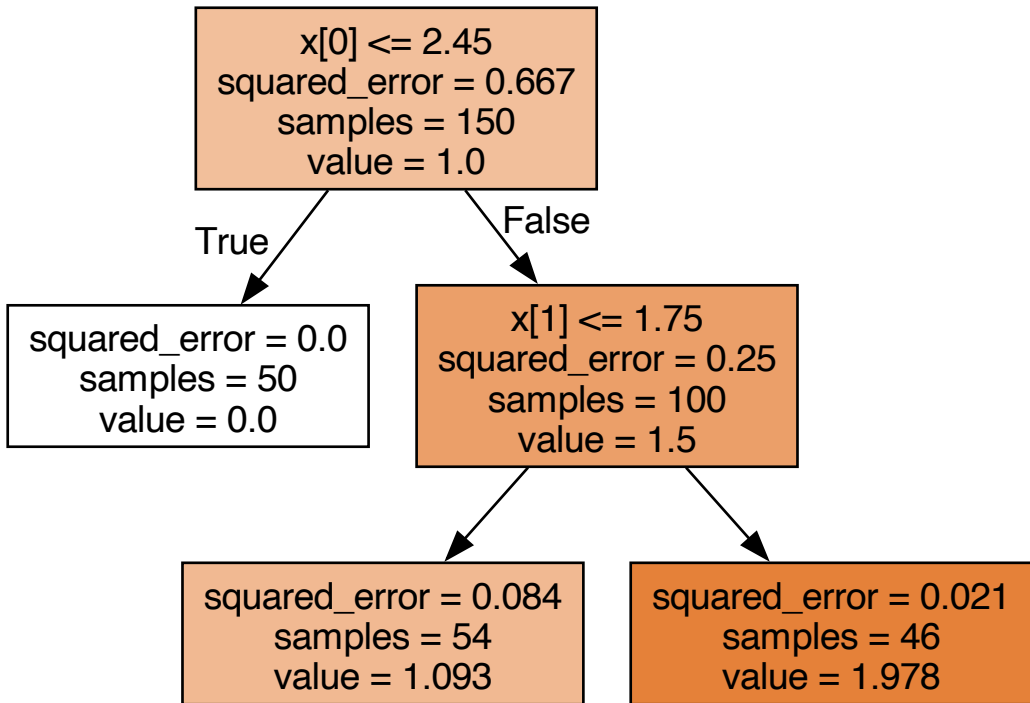 x[0] <= 2.45
squared_error = 0.667
samples = 150
value = 1.0
True
False
squared_error = 0.0
samples = 50
value = 0.0
x[1] <= 1.75
squared_error = 0.25
samples = 100
value = 1.5
squared_error = 0.084
samples = 54
value = 1.093
squared_error = 0.021
samples = 46
value = 1.978